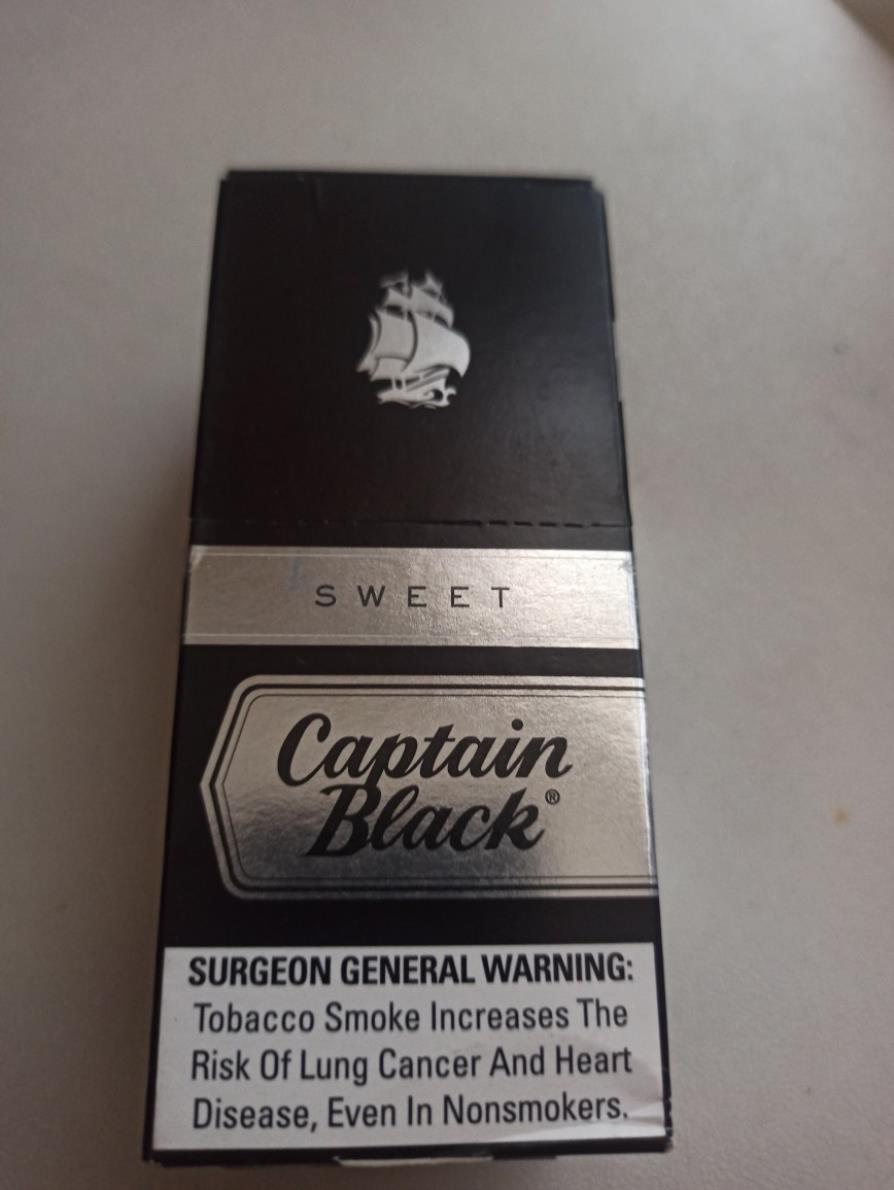 SWEET
Captain
Black®
SURGEON GENERAL WARNING:
Tobacco Smoke Increases The
Risk Of Lung Cancer And Heart
Disease, Even In Nonsmokers.